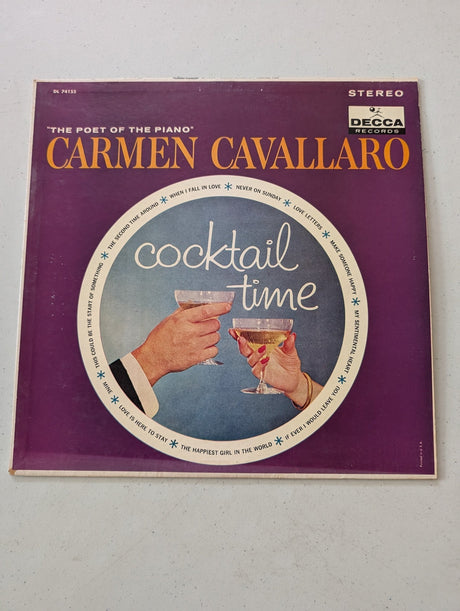 DL 74155
STEREO
DECCA
RECORDS
"THE POET OF THE PIANO"
CARMEN CAVALLARO
cocktail
time
WHEN I FALL IN LOVE * NEVER ON SUNDAY * LOVE LETTERS * MAKE SOMEONE HAPPY * MY SENTIMENTAL HEART * IF EVER I WOULD LEAVE YOU * THE HAPPIEST GIRL IN THE WORLD * LOVE IS HERE TO STAY * MINE * THIS COULD BE THE START OF SOMETHING * THE SECOND TIME AROUND *